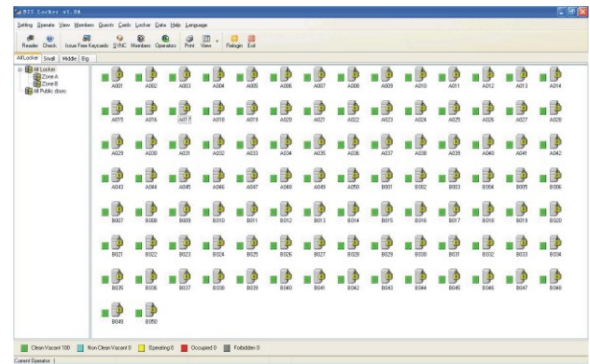 BIS Locker v1.0A
Setting Operate View Members Guests Cards Locker Data Help Language
Reader Check Issue Free Keycards SYNC Members Operators Print View Relogin Exit
All Locker Small Middle Big
All Locker
Zone A
Zone B
All Public doors
A001 A002 A003 A004 A005 A006 A007 A008 A009 A010 A011 A012 A013 A014
A015 A016 A017 A018 A019 A020 A021 A022 A023 A024 A025 A026 A027 A028
A029 A030 A031 A032 A033 A034 A035 A036 A037 A038 A039 A040 A041 A042
A043 A044 A045 A046 A047 A048 A049 A050 B001 B002 B003 B004 B005 B006
B007 B008 B009 B010 B011 B012 B013 B014 B015 B016 B017 B018 B019 B020
B021 B022 B023 B024 B025 B026 B027 B028 B029 B030 B031 B032 B033 B034
B035 B036 B037 B038 B039 B040 B041 B042 B043 B044 B045 B046 B047 B048
B049 B050
Clean Vacant 100 Non Clean Vacant 0 Operating 0 Occupied 0 Forbidden 0
Current Operator